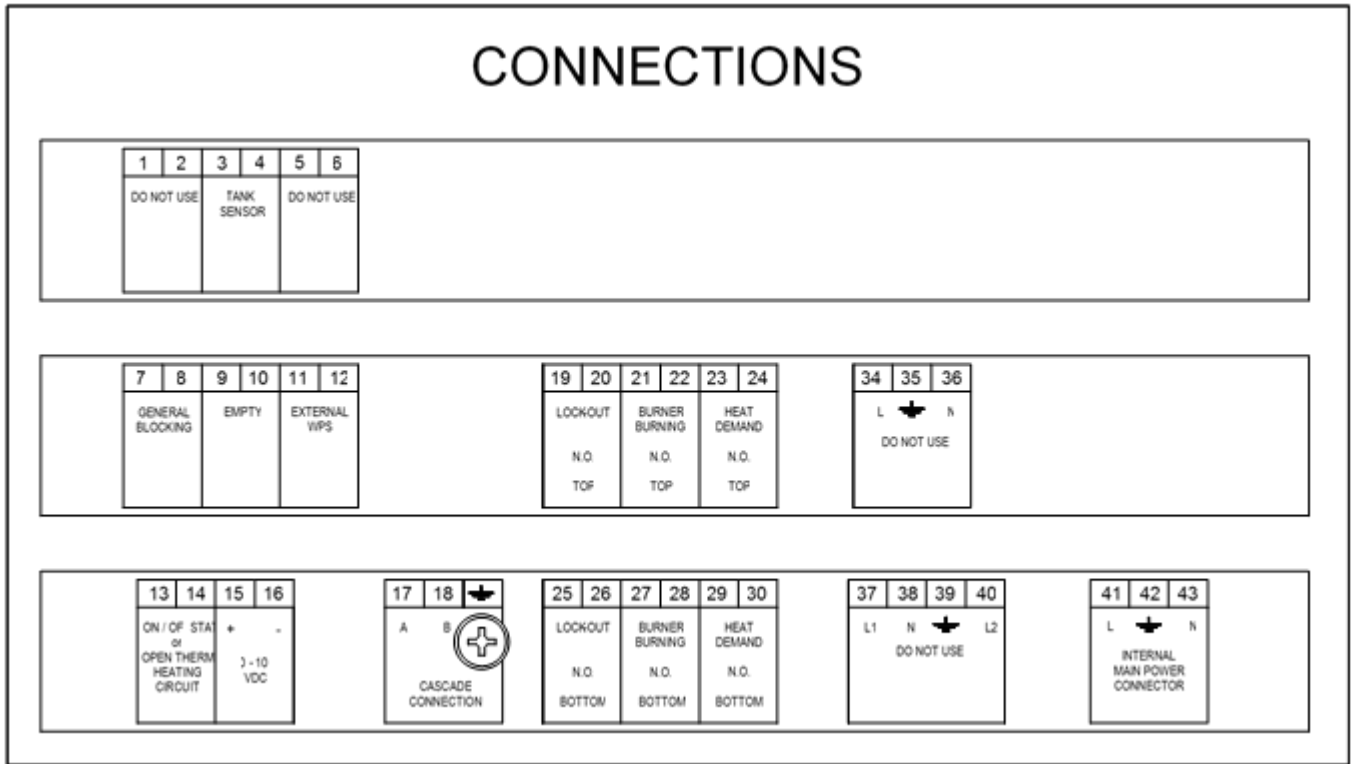 CONNECTIONS
1 2 3 4 5 6
DO NOT USE
TANK
SENSOR
DO NOT USE
7 8 9 10 11 12
GENERAL
BLOCKING
EMPTY
EXTERNAL
WPS
19 20 21 22 23 24
LOCKOUT
N.O.
TOP
BURNER
BURNING
N.O.
TOP
HEAT
DEMAND
N.O.
TOP
34 35 36
L N
DO NOT USE
13 14 15 16
ON / OF STAT
or
OPEN THERM
HEATING
CIRCUIT
+ -
0 - 10
VDC
17 18
A B
CASCADE
CONNECTION
25 26 27 28 29 30
LOCKOUT
N.O.
BOTTOM
BURNER
BURNING
N.O.
BOTTOM
HEAT
DEMAND
N.O.
BOTTOM
37 38 39 40
L1 N L2
DO NOT USE
41 42 43
L N
INTERNAL
MAIN POWER
CONNECTOR